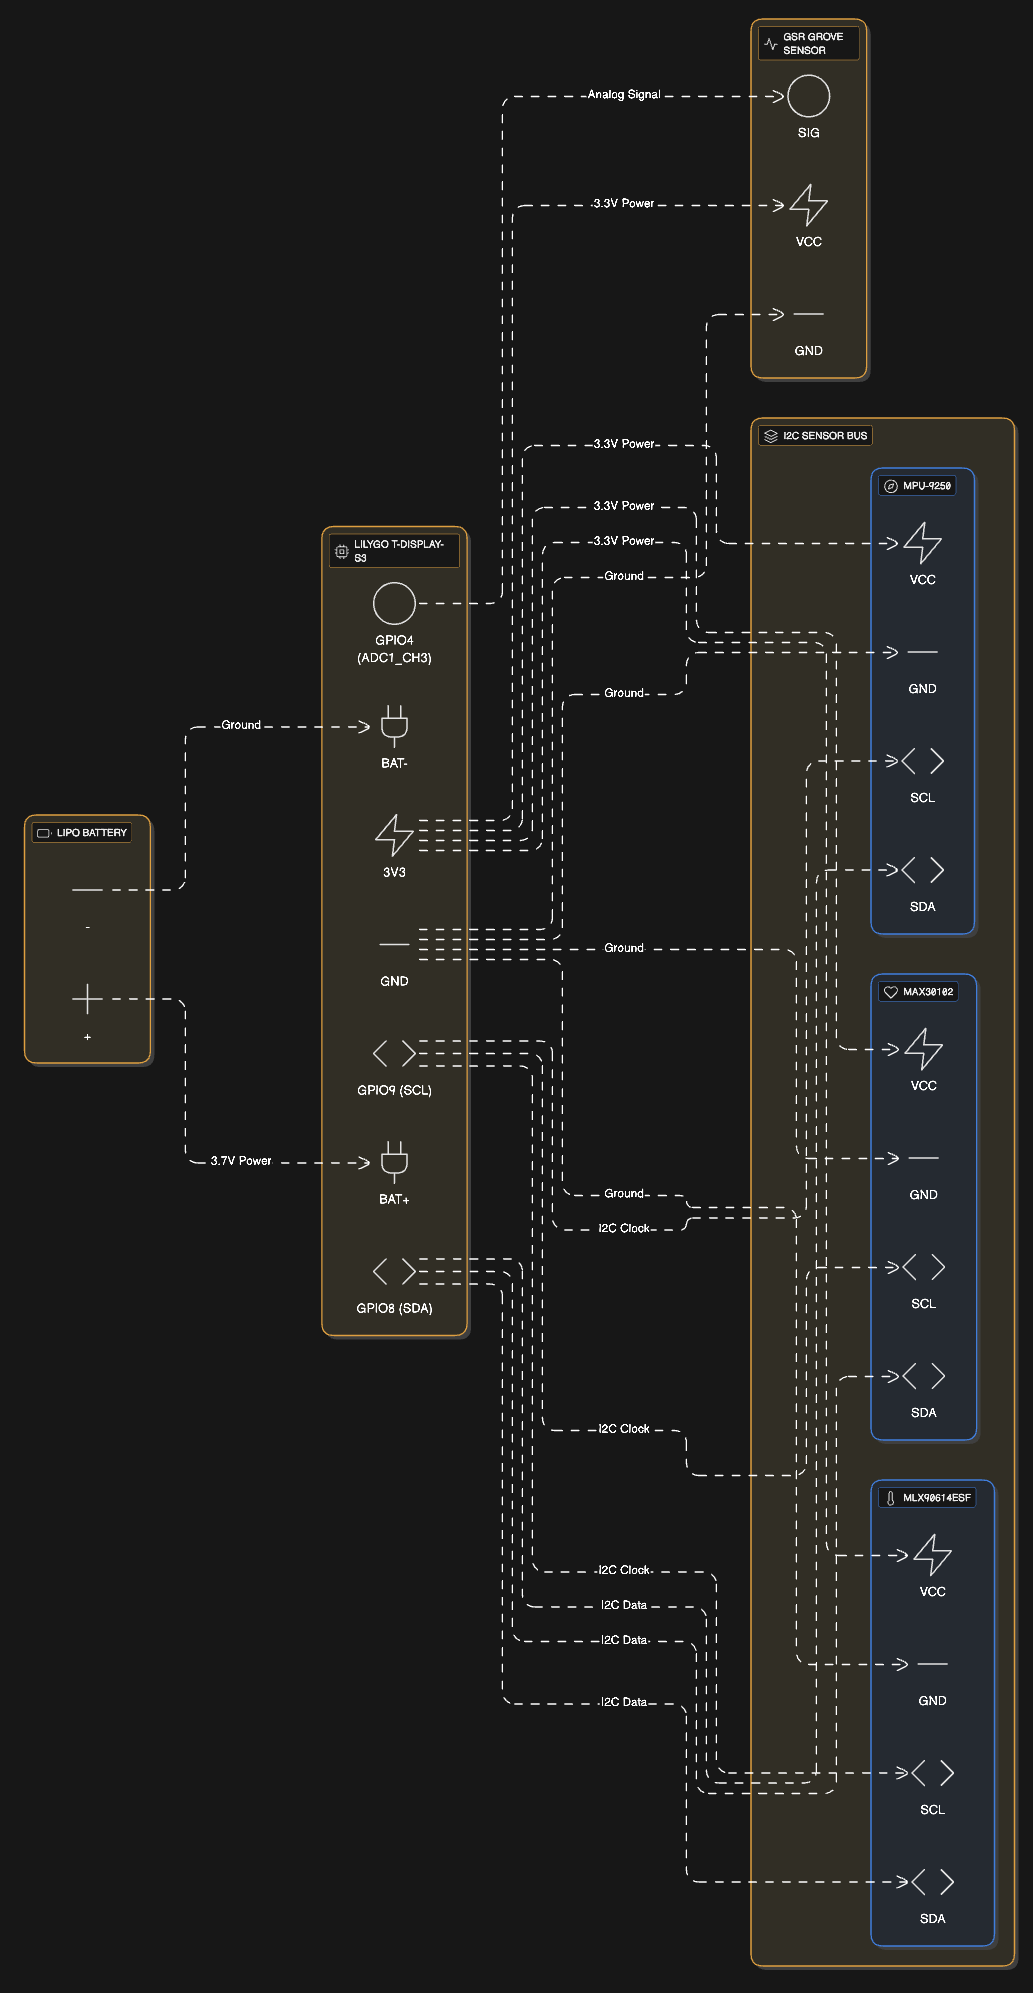 GSR GROVE
SENSOR
Analog Signal
SIG
3.3V Power
VCC
GND
I2C SENSOR BUS
3.3V Power
MPU-9250
3.3V Power
3.3V Power
VCC
Ground
LILYGO T-DISPLAY-
S3
GPIO4
(ADC1_CH3)
GND
Ground
Ground
BAT-
SCL
LIPO BATTERY
3V3
SDA
-
Ground
GND
MAX30102
+
VCC
GPIO9 (SCL)
3.7V Power
BAT+
Ground
GND
I2C Clock
GPIO8 (SDA)
SCL
SDA
I2C Clock
MLX90614ESF
I2C Clock
VCC
I2C Data
I2C Data
GND
I2C Data
SCL
SDA